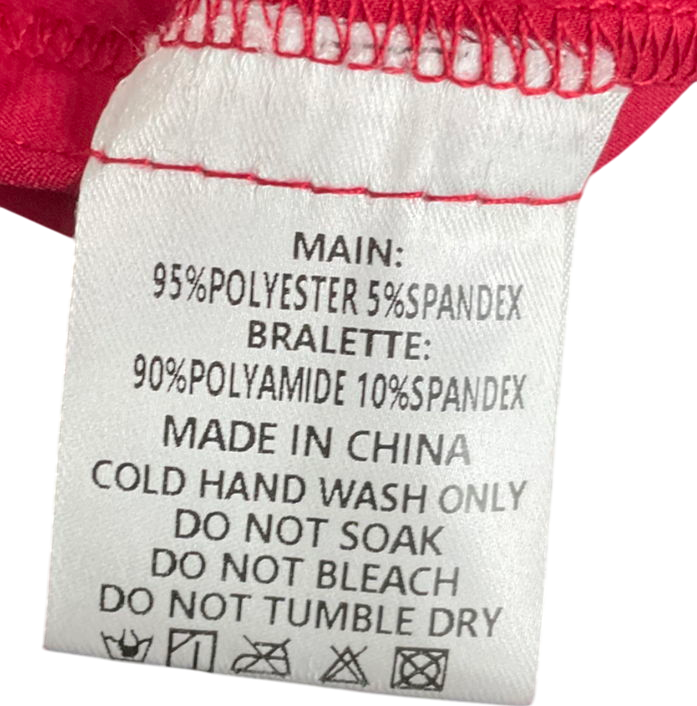 MAIN:
95%POLYESTER 5%SPANDEX
BRALETTE:
90%POLYAMIDE 10%SPANDEX
MADE IN CHINA
COLD HAND WASH ONLY
DO NOT SOAK
DO NOT BLEACH
DO NOT TUMBLE DRY